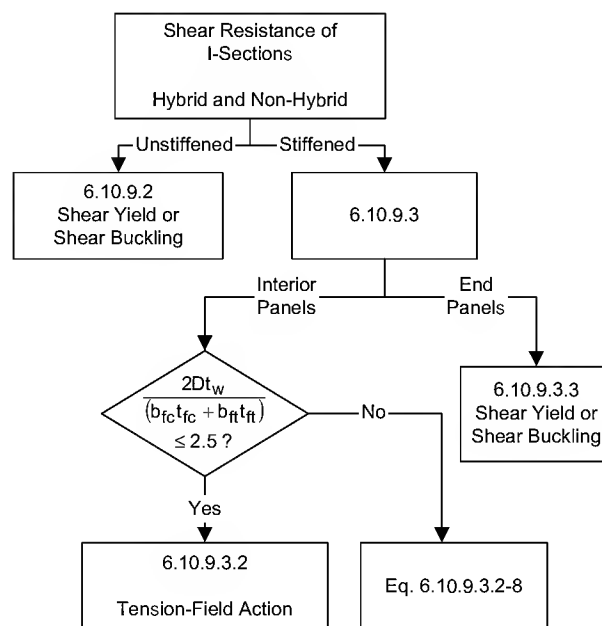 Shear Resistance of
I-Sections
Hybrid and Non-Hybrid
Unstiffened
Stiffened
6.10.9.2
Shear Yield or
Shear Buckling
6.10.9.3
Interior
Panels
End
Panels
2Dt_w
(b_fc t_fc + b_ft t_ft)
≤ 2.5 ?
6.10.9.3.3
Shear Yield or
Shear Buckling
No
Yes
6.10.9.3.2
Tension-Field Action
Eq. 6.10.9.3.2-8